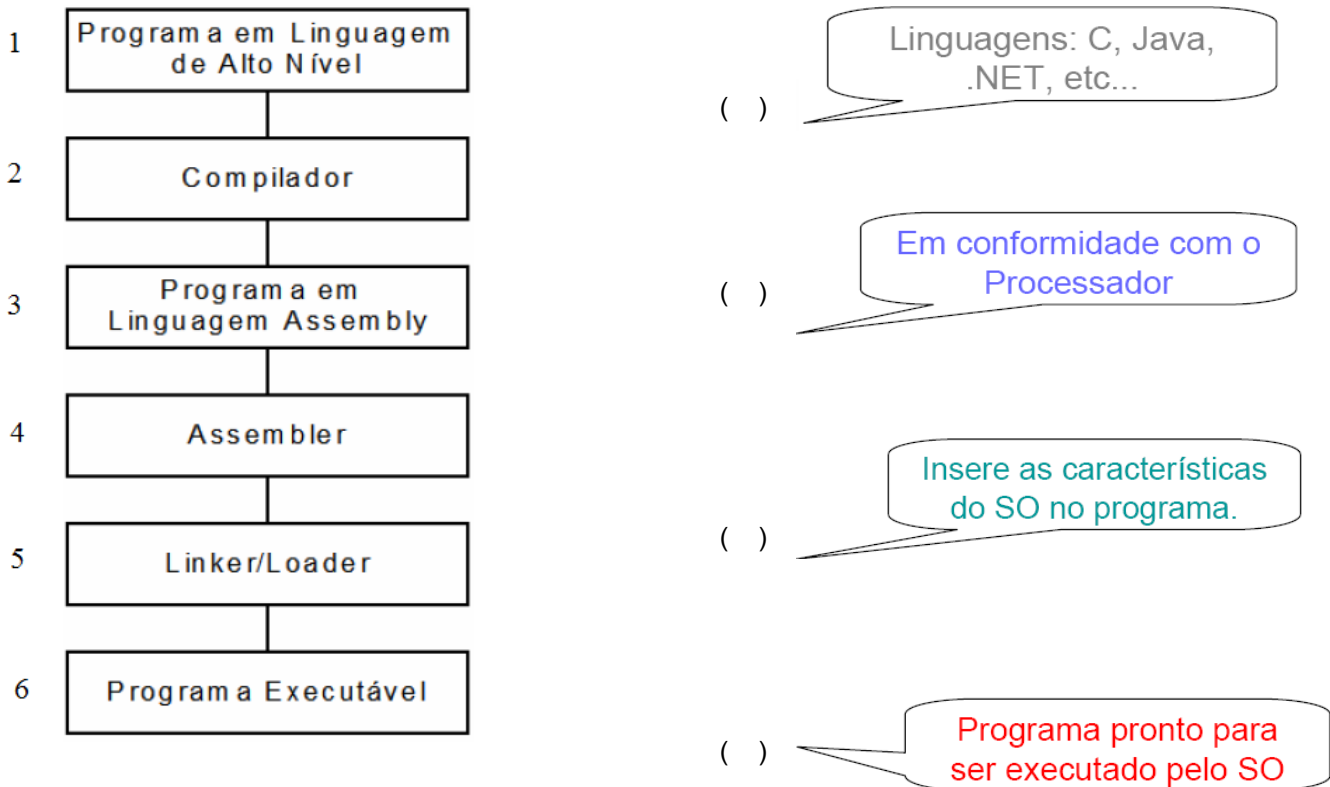 1
Programa em Linguagem
de Alto Nível
2
Compilador
3
Programa em
Linguagem Assembly
4
Assembler
5
Linker/Loader
6
Programa Executável
( )
Linguagens: C, Java,
.NET, etc...
( )
Em conformidade com o
Processador
( )
Insere as características
do SO no programa.
( )
Programa pronto para
ser executado pelo SO